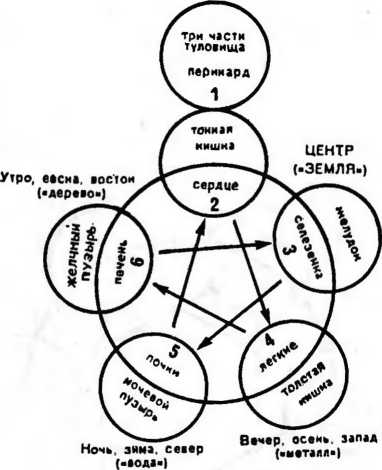 три части
туловища
перикард
1
тонкая
кишка
сердце
2
ЦЕНТР
(«ЗЕМЛЯ»)
Утро, весна, восток
(«дерево»)
желчный
пузырь
печень
6
3
селезенка
желудок
5
почки
мочевой
пузырь
4
легкие
толстая
кишка
Ночь, зима, север
(«вода»)
Вечер, осень, запад
(«металл»)